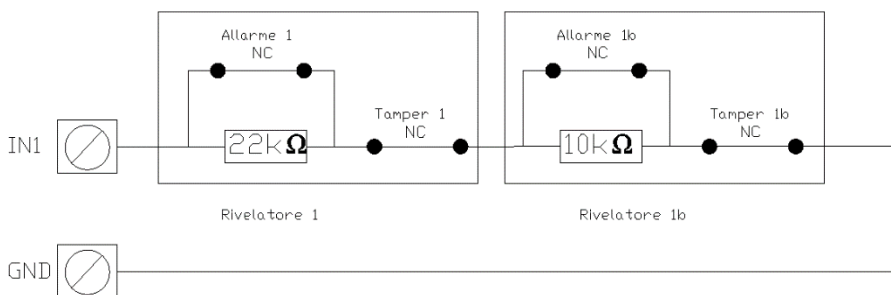 Allarme 1
NC
Allarme 1b
NC
Tamper 1
NC
Tamper 1b
NC
IN1
22kΩ
10kΩ
Rivelatore 1
Rivelatore 1b
GND